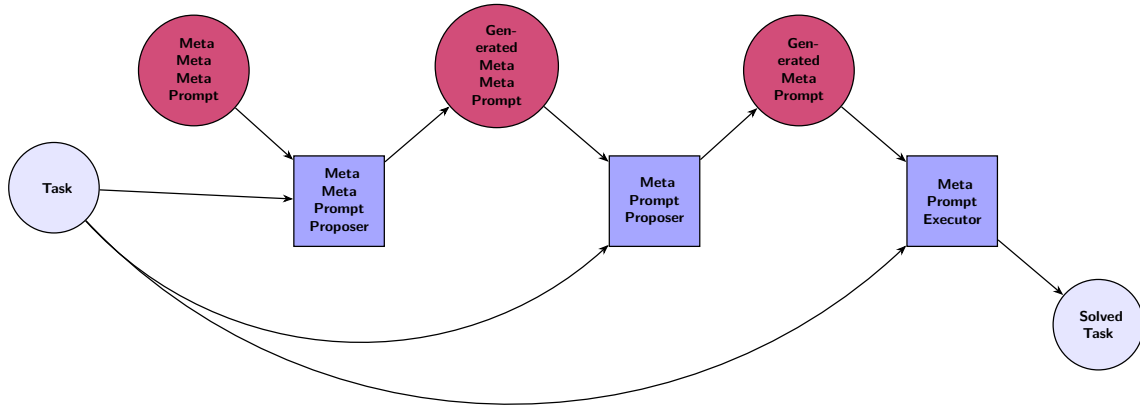 Meta
Meta
Meta
Prompt
Gen-
erated
Meta
Meta
Prompt
Gen-
erated
Meta
Prompt
Task
Meta
Meta
Prompt
Proposer
Meta
Prompt
Proposer
Meta
Prompt
Executor
Solved
Task